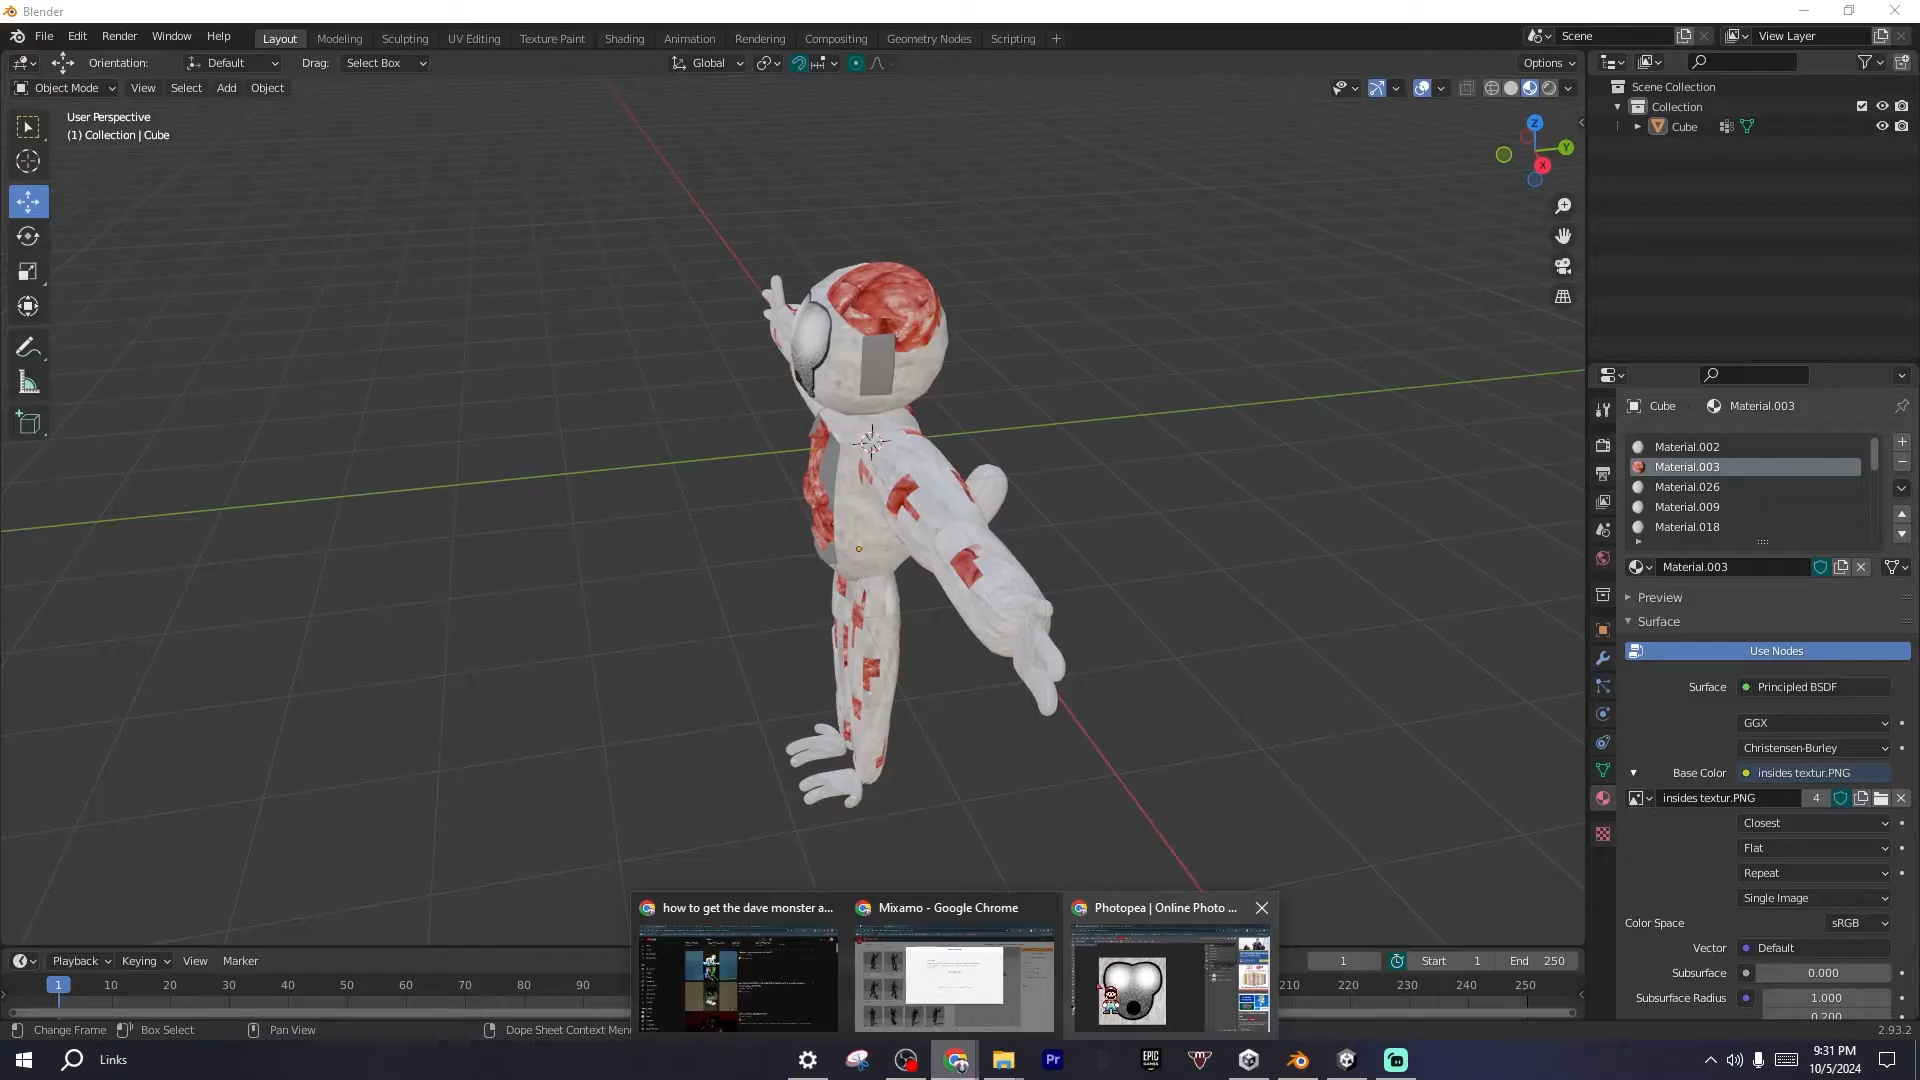 Blender
File Edit Render Window Help
Layout Modeling Sculpting UV Editing Texture Paint Shading Animation Rendering Compositing Geometry Nodes Scripting +
Scene
View Layer
Orientation: Default Drag: Select Box
Global
Options
Object Mode View Select Add Object
User Perspective
(1) Collection | Cube
Z
Y
X
Scene Collection
Collection
Cube
Cube Material.003
Material.002
Material.003
Material.026
Material.009
Material.018
Material.003
Preview
Surface
Use Nodes
Surface Principled BSDF
GGX
Christensen-Burley
Base Color insides textur.PNG
insides textur.PNG 4
Closest
Flat
Repeat
Single Image
Color Space sRGB
Vector Default
Subsurface 0.000
Subsurface Radius 1.000
0.200
how to get the dave monster a...
Mixamo - Google Chrome
Photopea | Online Photo ...
Playback Keying View Marker
1 Start 1 End 250
1 10 20 30 40 50 60 70 80 90 210 220 230 240 250
Change Frame Box Select Pan View Dope Sheet Context Men
2.93.2
Links
Pr
EPIC GAMES
9:31 PM
10/5/2024